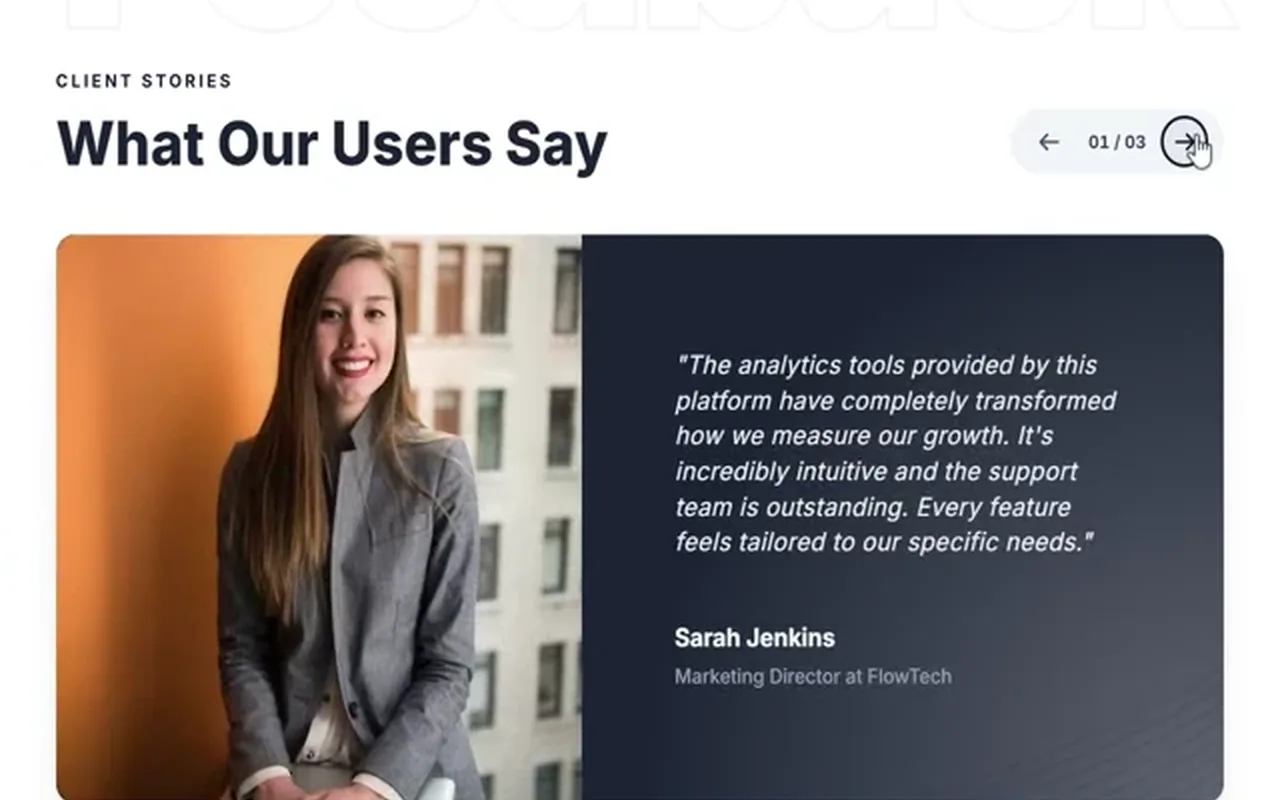 Feedback
CLIENT STORIES
What Our Users Say
01 / 03
"The analytics tools provided by this
platform have completely transformed
how we measure our growth. It's
incredibly intuitive and the support
team is outstanding. Every feature
feels tailored to our specific needs."
Sarah Jenkins
Marketing Director at FlowTech